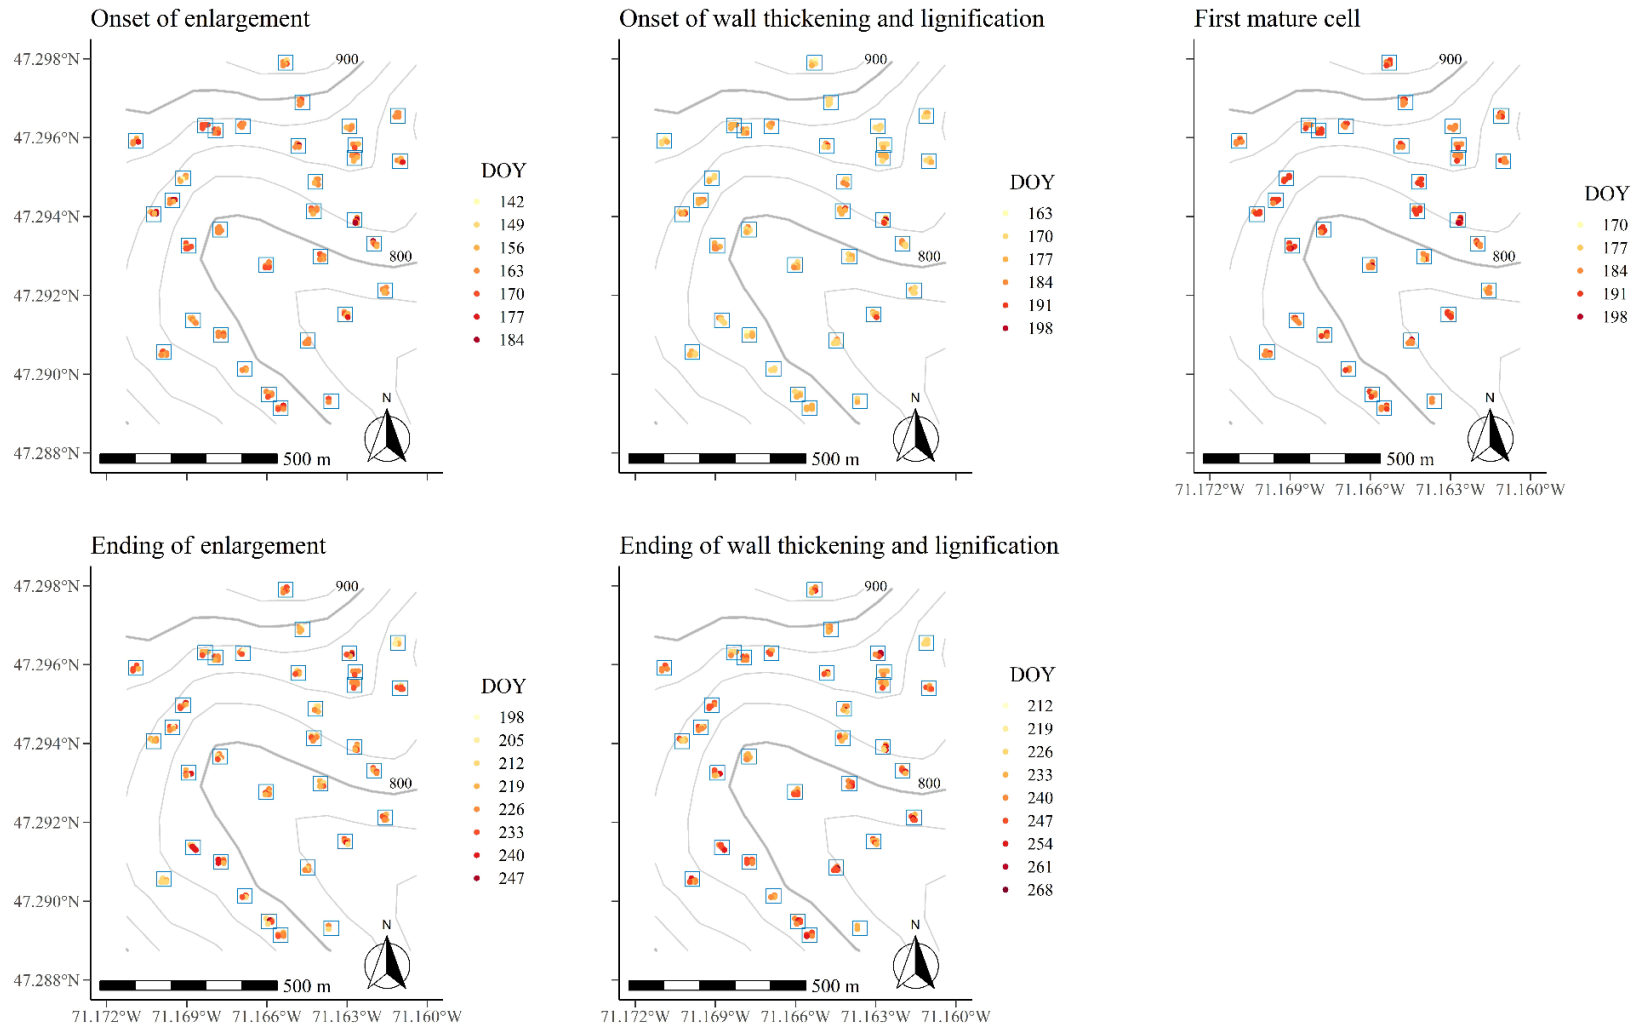 Onset of enlargement
Onset of wall thickening and lignification
First mature cell
47.298°N
47.296°N
47.294°N
47.292°N
47.290°N
47.288°N
900
800
N
500 m
DOY
142
149
156
163
170
177
184
900
800
N
500 m
DOY
163
170
177
184
191
198
900
800
N
500 m
71.172°W 71.169°W 71.166°W 71.163°W 71.160°W
DOY
170
177
184
191
198
Ending of enlargement
Ending of wall thickening and lignification
47.298°N
47.296°N
47.294°N
47.292°N
47.290°N
47.288°N
900
800
N
500 m
71.172°W 71.169°W 71.166°W 71.163°W 71.160°W
DOY
198
205
212
219
226
233
240
247
900
800
N
500 m
71.172°W 71.169°W 71.166°W 71.163°W 71.160°W
DOY
212
219
226
233
240
247
254
261
268